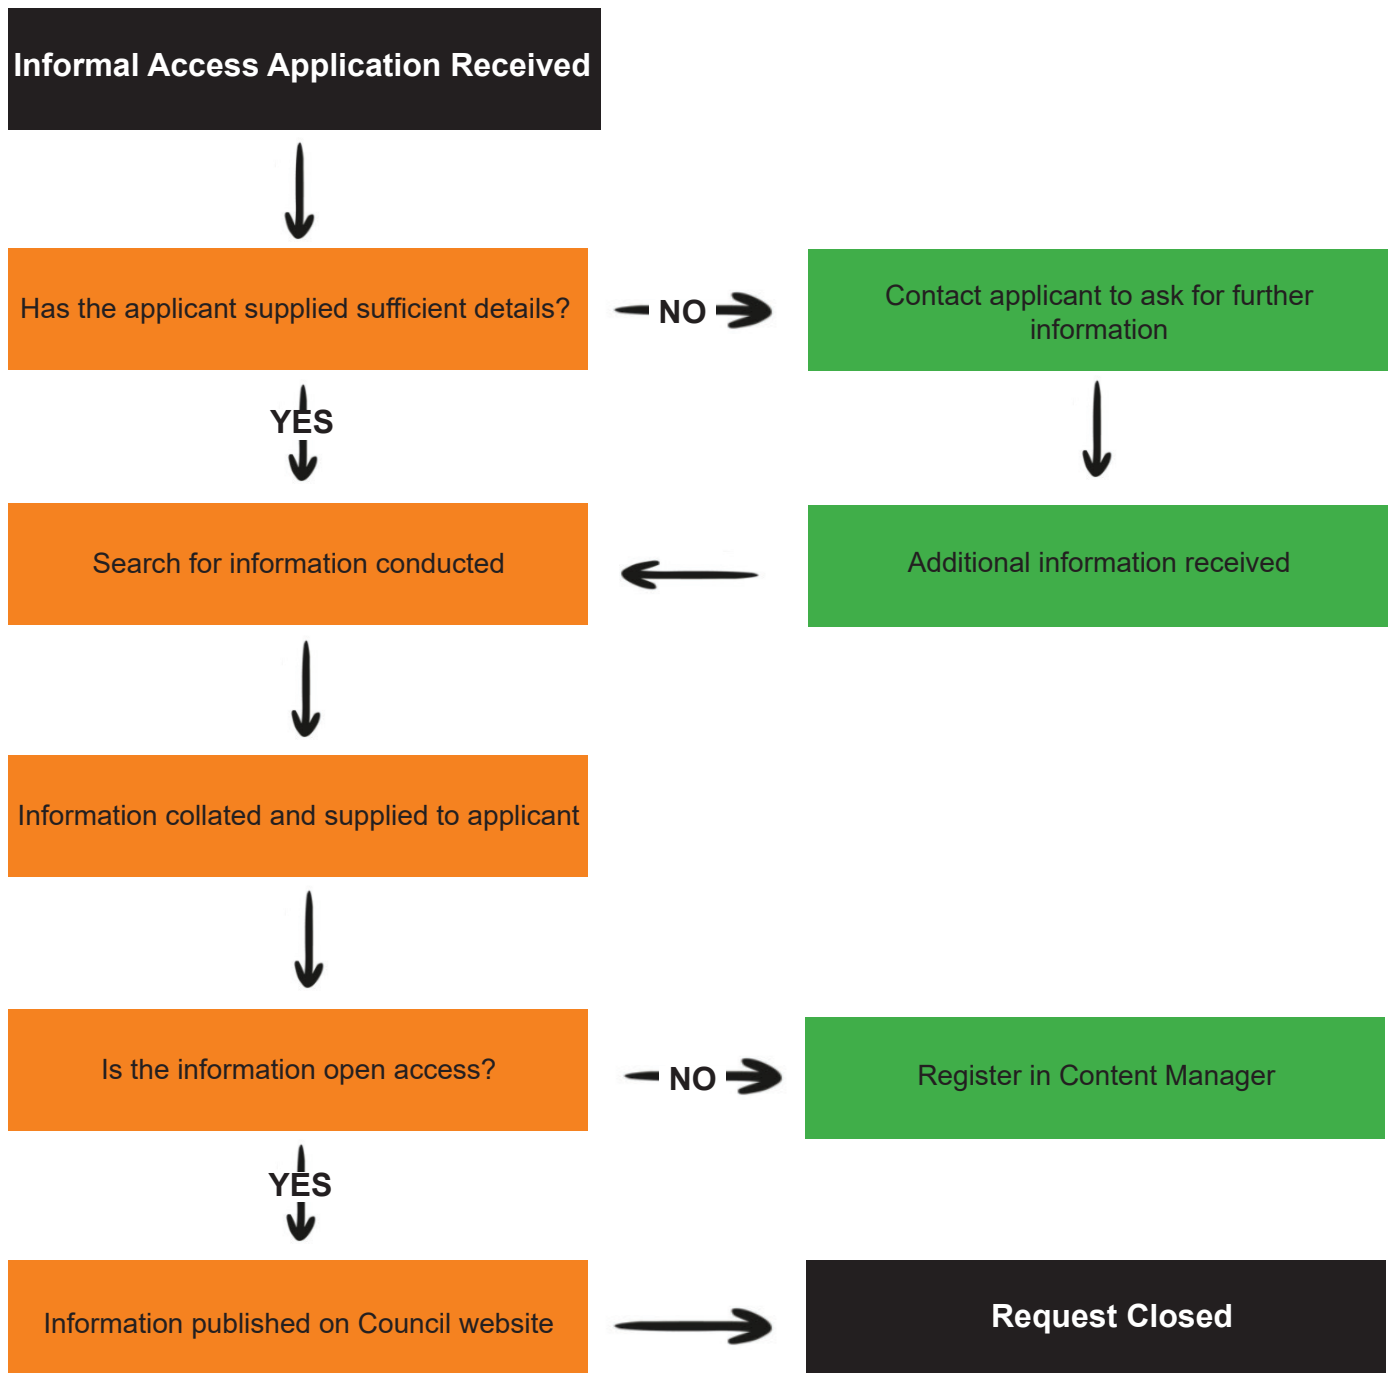 Informal Access Application Received
Has the applicant supplied sufficient details?
NO
Contact applicant to ask for further
information
YES
Search for information conducted
Additional information received
Information collated and supplied to applicant
Is the information open access?
NO
Register in Content Manager
YES
Information published on Council website
Request Closed